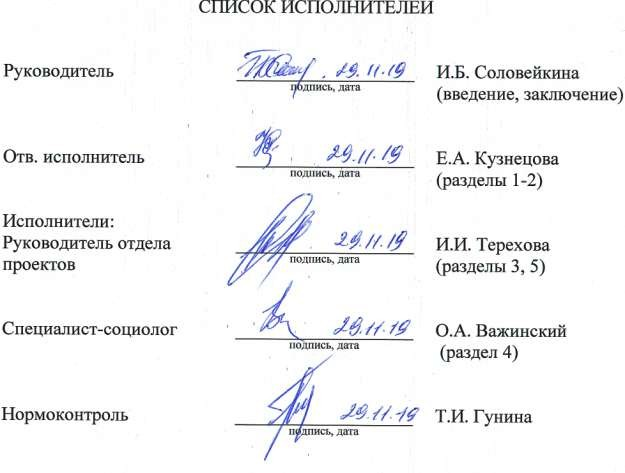 СПИСОК ИСПОЛНИТЕЛЕЙ
Руководитель 29.11.19 И.Б. Соловейкина
подпись, дата (введение, заключение)
Отв. исполнитель 29.11.19 Е.А. Кузнецова
подпись, дата (разделы 1-2)
Исполнители:
Руководитель отдела 29.11.19 И.И. Терехова
проектов подпись, дата (разделы 3, 5)
Специалист-социолог 29.11.19 О.А. Важинский
подпись, дата (раздел 4)
Нормоконтроль 29.11.19 Т.И. Гунина
подпись, дата